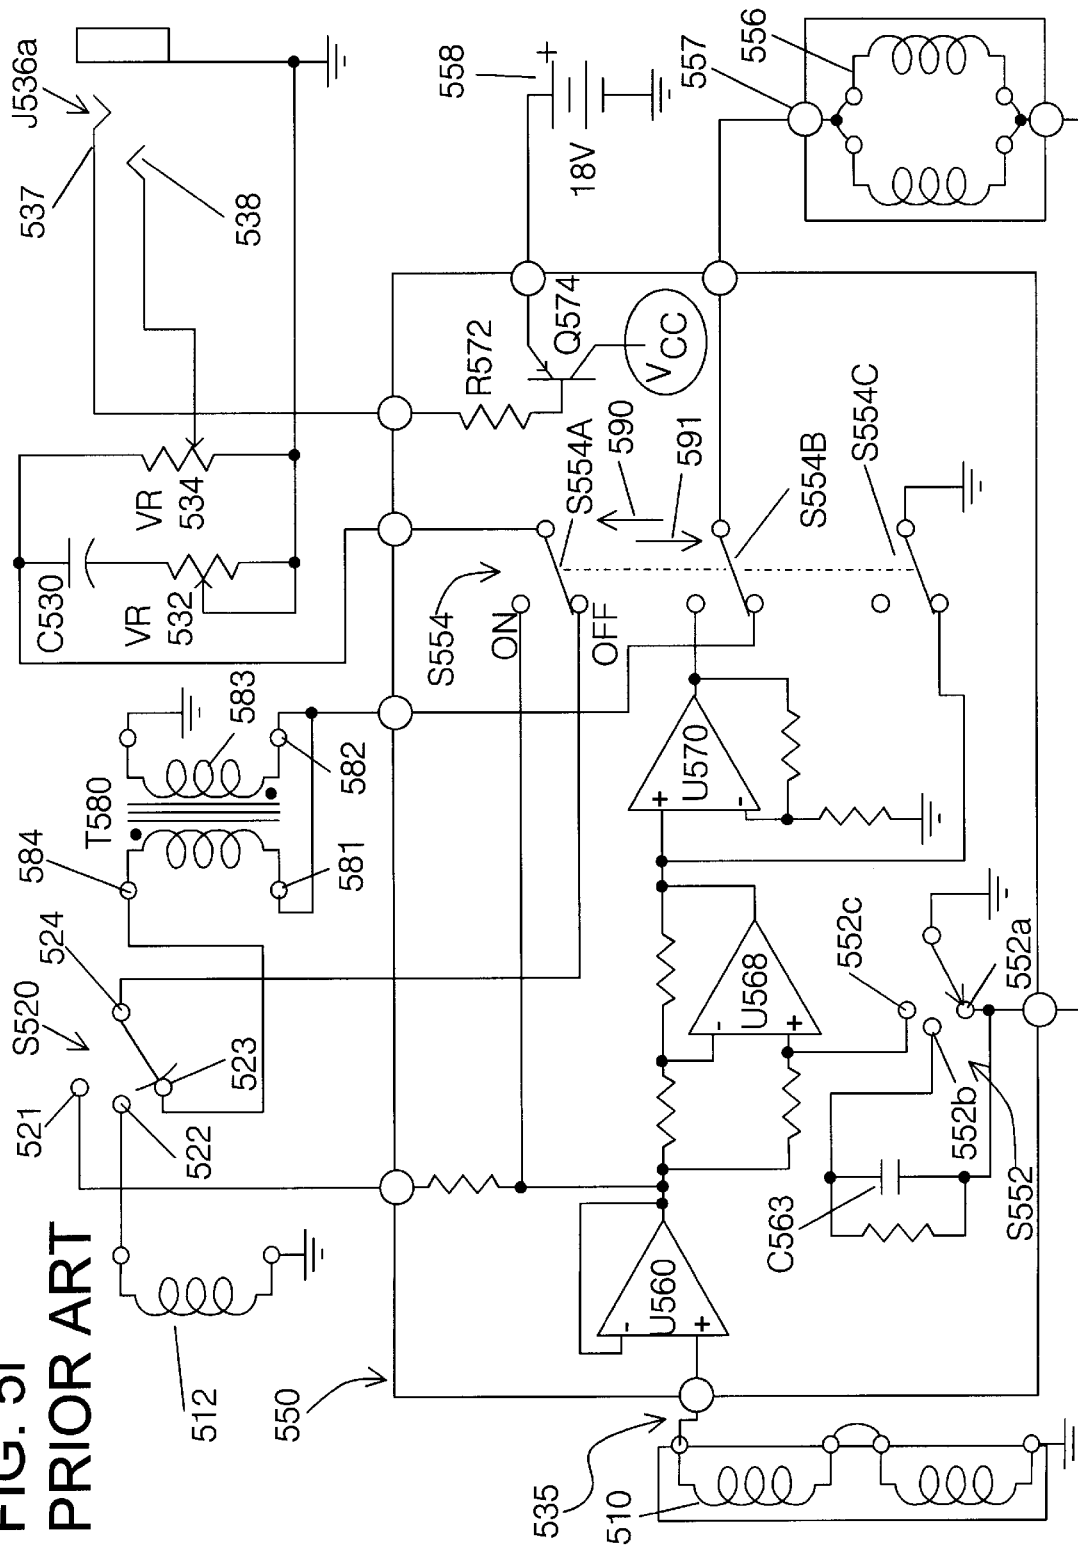 FIG. 5I
PRIOR ART
512
550
535
510
S520
521
522
523
524
584
T580
581
582
583
C530
VR
532
VR
534
537
J536a
538
558
+
18V
557
556
R572
Q574
VCC
S554
ON
OFF
S554A
590
591
S554B
S554C
U560
-
+
U568
-
+
U570
+
-
C563
S552
552b
552c
552a